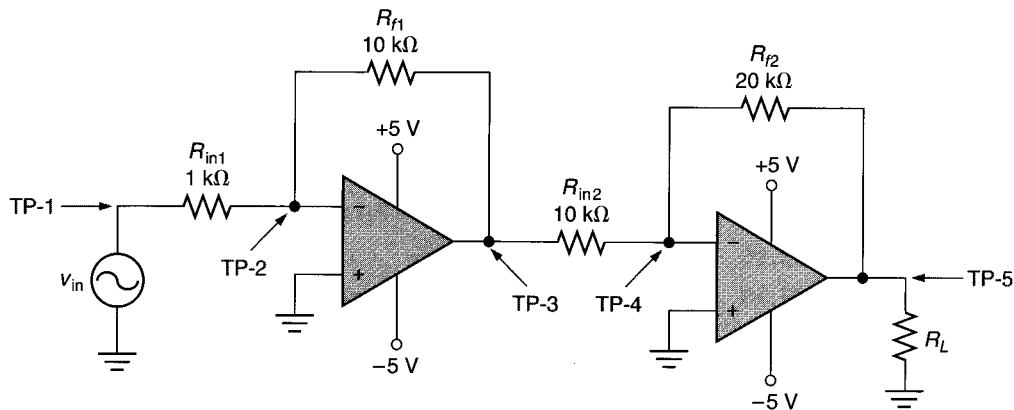 R_f1
10 kΩ
R_f2
20 kΩ
+5 V
+5 V
R_in1
1 kΩ
R_in2
10 kΩ
TP-1
−
−
TP-2
v_in
+
TP-3
TP-4
TP-5
+
R_L
−5 V
−5 V